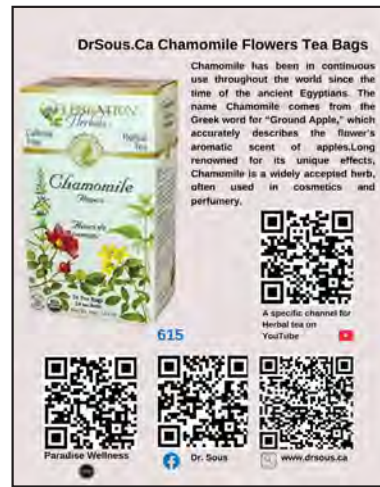 DrSous.Ca Chamomile Flowers Tea Bags
Chamomile has been in continuous
use throughout the world since the
time of the ancient Egyptians. The
name Chamomile comes from the
Greek word for "Ground Apple," which
accurately describes the flower's
aromatic scent of apples.Long
renowned for its unique effects,
Chamomile is a widely accepted herb,
often used in cosmetics and
perfumery.
CELEBRATION
Herbals
Caffeine
Free
Herbal
Tea
Chamomile
Flowers
A specific channel for
Herbal tea on
YouTube
615
Paradise Wellness
Dr. Sous
www.drsous.ca